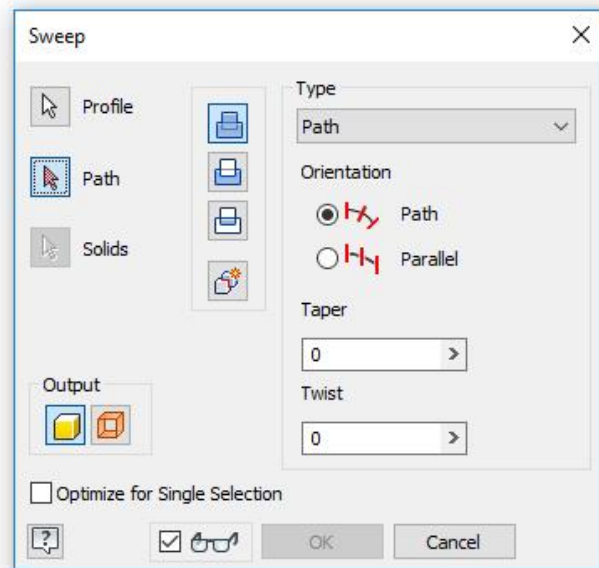 Sweep
Profile
Path
Solids
Output
Type
Path
Orientation
Path
Parallel
Taper
0
Twist
0
Optimize for Single Selection
?
OK
Cancel